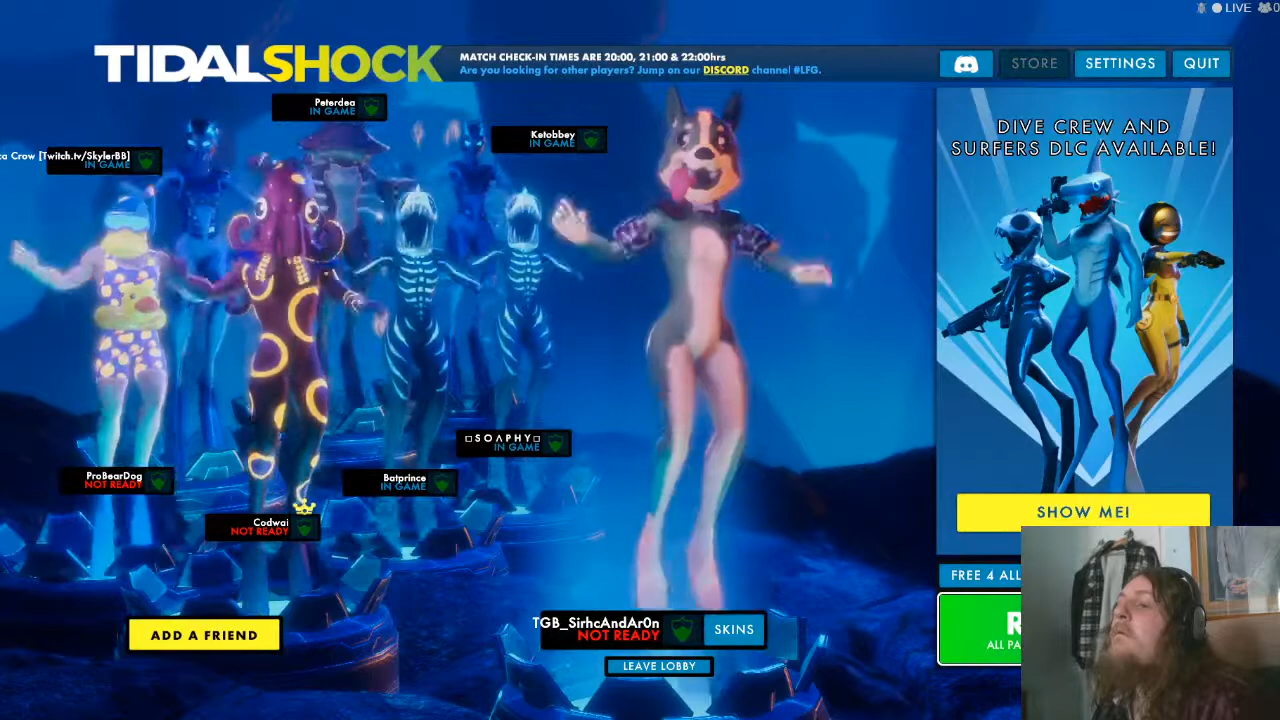 LIVE
0
TIDALSHOCK
MATCH CHECK-IN TIMES ARE 20:00, 21:00 & 22:00hrs
Are you looking for other players? Jump on our DISCORD channel #LFG.
STORE
SETTINGS
QUIT
Peterdea
IN GAME
Ketobbey
IN GAME
ca Crow [Twitch.tv/SkylerBB]
IN GAME
DIVE CREW AND
SURFERS DLC AVAILABLE!
□SOΛPHY□
IN GAME
ProBearDog
NOT READY
Batprince
IN GAME
Codwai
NOT READY
SHOW ME!
FREE 4 ALL
ADD A FRIEND
TGB_SirhcAndAr0n
NOT READY
SKINS
R
ALL PA
LEAVE LOBBY